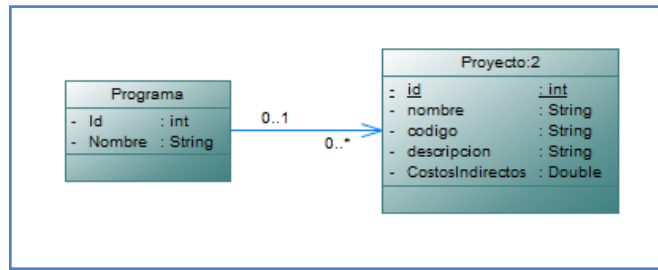 Programa
- Id : int
- Nombre : String
0..1
0..*
Proyecto:2
- id : int
- nombre : String
- codigo : String
- descripcion : String
- CostosIndirectos : Double